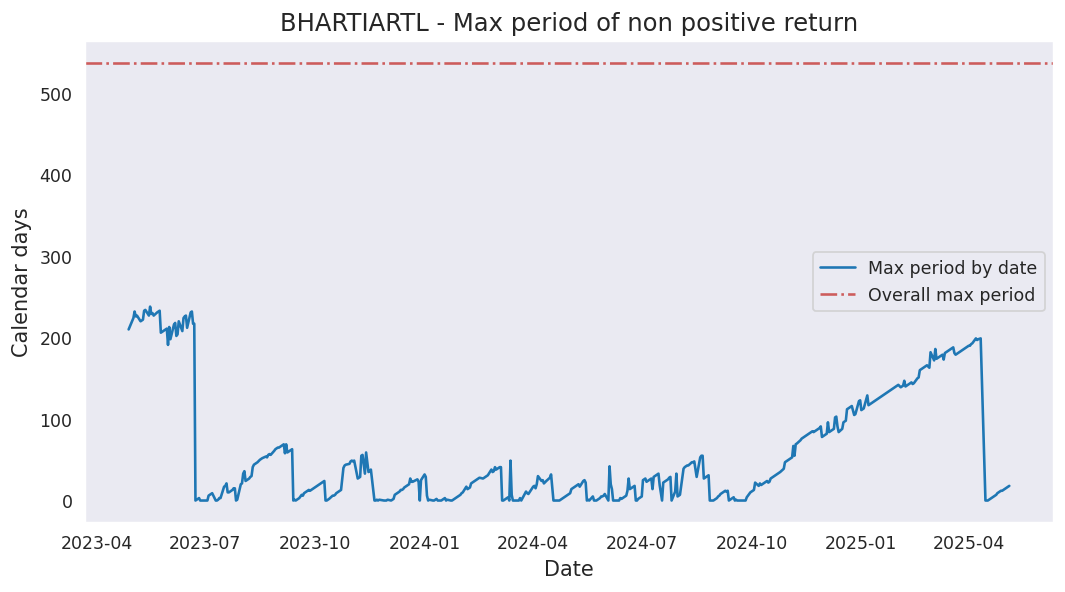 BHARTIARTL - Max period of non positive return
Calendar days
500
400
300
200
100
0
Max period by date
Overall max period
2023-04 2023-07 2023-10 2024-01 2024-04 2024-07 2024-10 2025-01 2025-04
Date